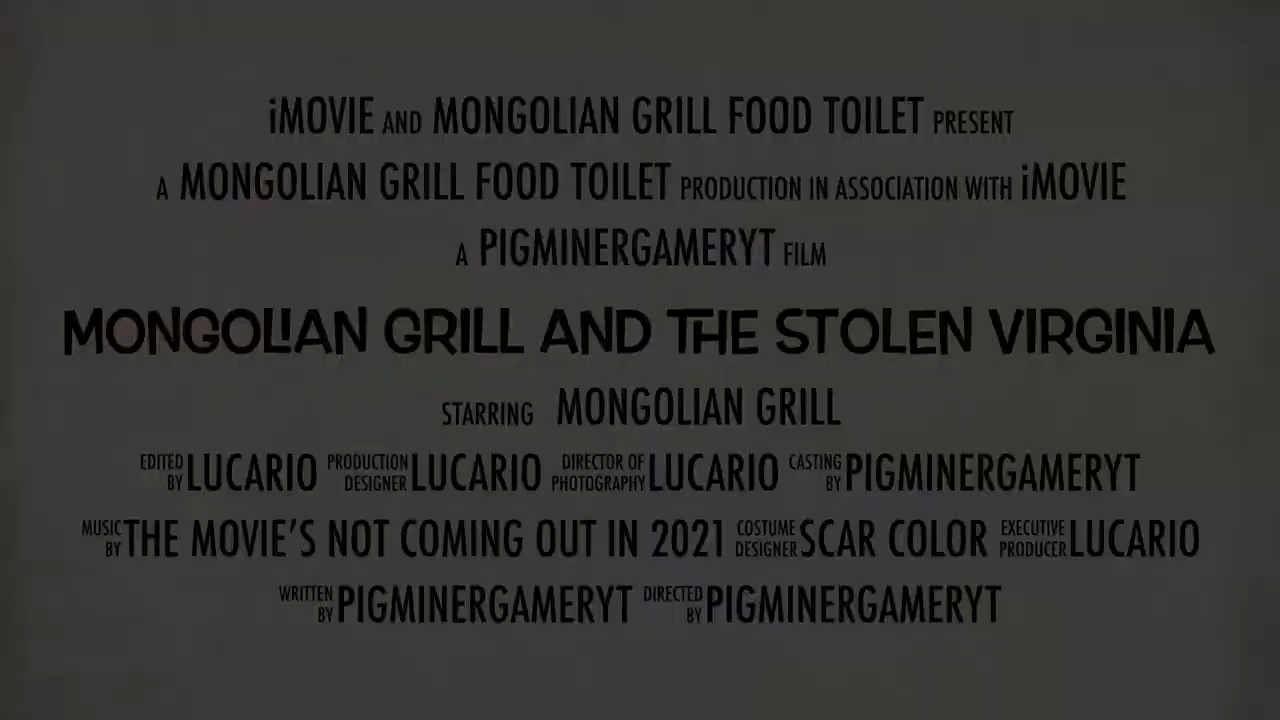 iMOVIE AND MONGOLIAN GRILL FOOD TOILET PRESENT
A MONGOLIAN GRILL FOOD TOILET PRODUCTION IN ASSOCIATION WITH iMOVIE
A PIGMINERGAMERYT FILM
MONGOLIAN GRILL AND THE STOLEN VIRGINIA
STARRING MONGOLIAN GRILL
EDITED BY LUCARIO PRODUCTION DESIGNER LUCARIO DIRECTOR OF PHOTOGRAPHY LUCARIO CASTING BY PIGMINERGAMERYT
MUSIC BY THE MOVIE'S NOT COMING OUT IN 2021 COSTUME DESIGNER SCAR COLOR EXECUTIVE PRODUCER LUCARIO
WRITTEN BY PIGMINERGAMERYT DIRECTED BY PIGMINERGAMERYT